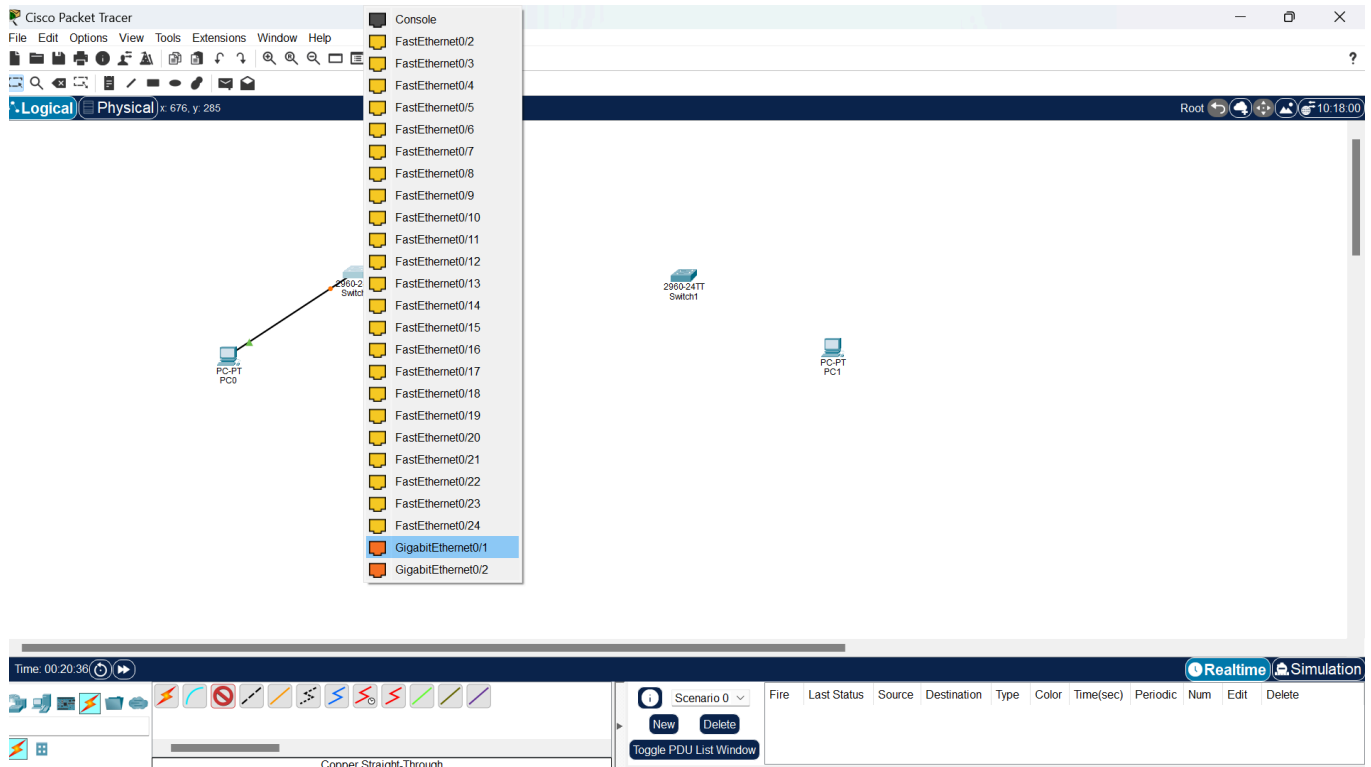 Cisco Packet Tracer
File Edit Options View Tools Extensions Window Help
?
Logical Physical x: 676, y: 285 Root 10:18:00
Console
FastEthernet0/2
FastEthernet0/3
FastEthernet0/4
FastEthernet0/5
FastEthernet0/6
FastEthernet0/7
FastEthernet0/8
FastEthernet0/9
FastEthernet0/10
FastEthernet0/11
FastEthernet0/12
FastEthernet0/13
FastEthernet0/14
FastEthernet0/15
FastEthernet0/16
FastEthernet0/17
FastEthernet0/18
FastEthernet0/19
FastEthernet0/20
FastEthernet0/21
FastEthernet0/22
FastEthernet0/23
FastEthernet0/24
GigabitEthernet0/1
GigabitEthernet0/2
2960-2
Switch
PC-PT
PC0
2960-24TT
Switch1
PC-PT
PC1
Time: 00:20:36 Realtime Simulation
Scenario 0 Fire Last Status Source Destination Type Color Time(sec) Periodic Num Edit Delete
New Delete
Toggle PDU List Window
Copper Straight-Through